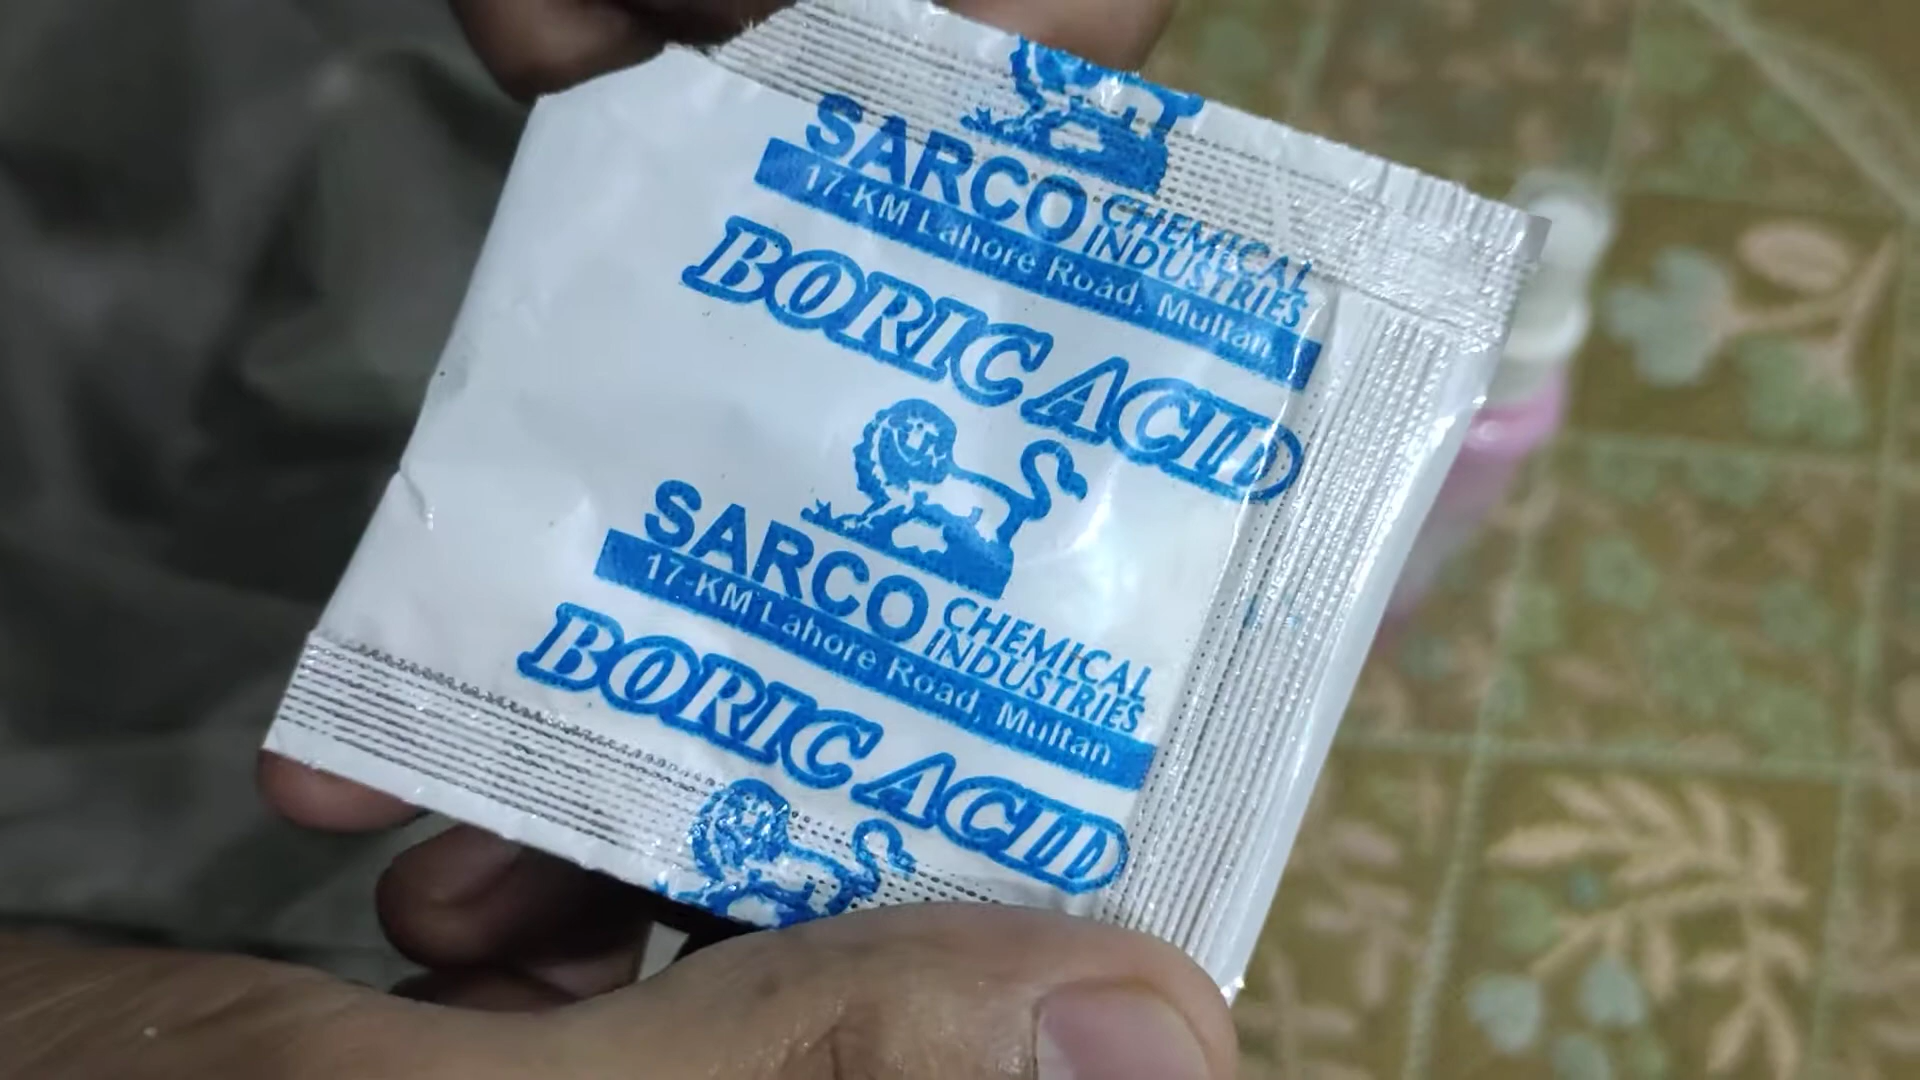 SARCO CHEMICAL INDUSTRIES
17-KM Lahore Road, Multan.
BORIC ACID
SARCO CHEMICAL INDUSTRIES
17-KM Lahore Road, Multan
BORIC ACID